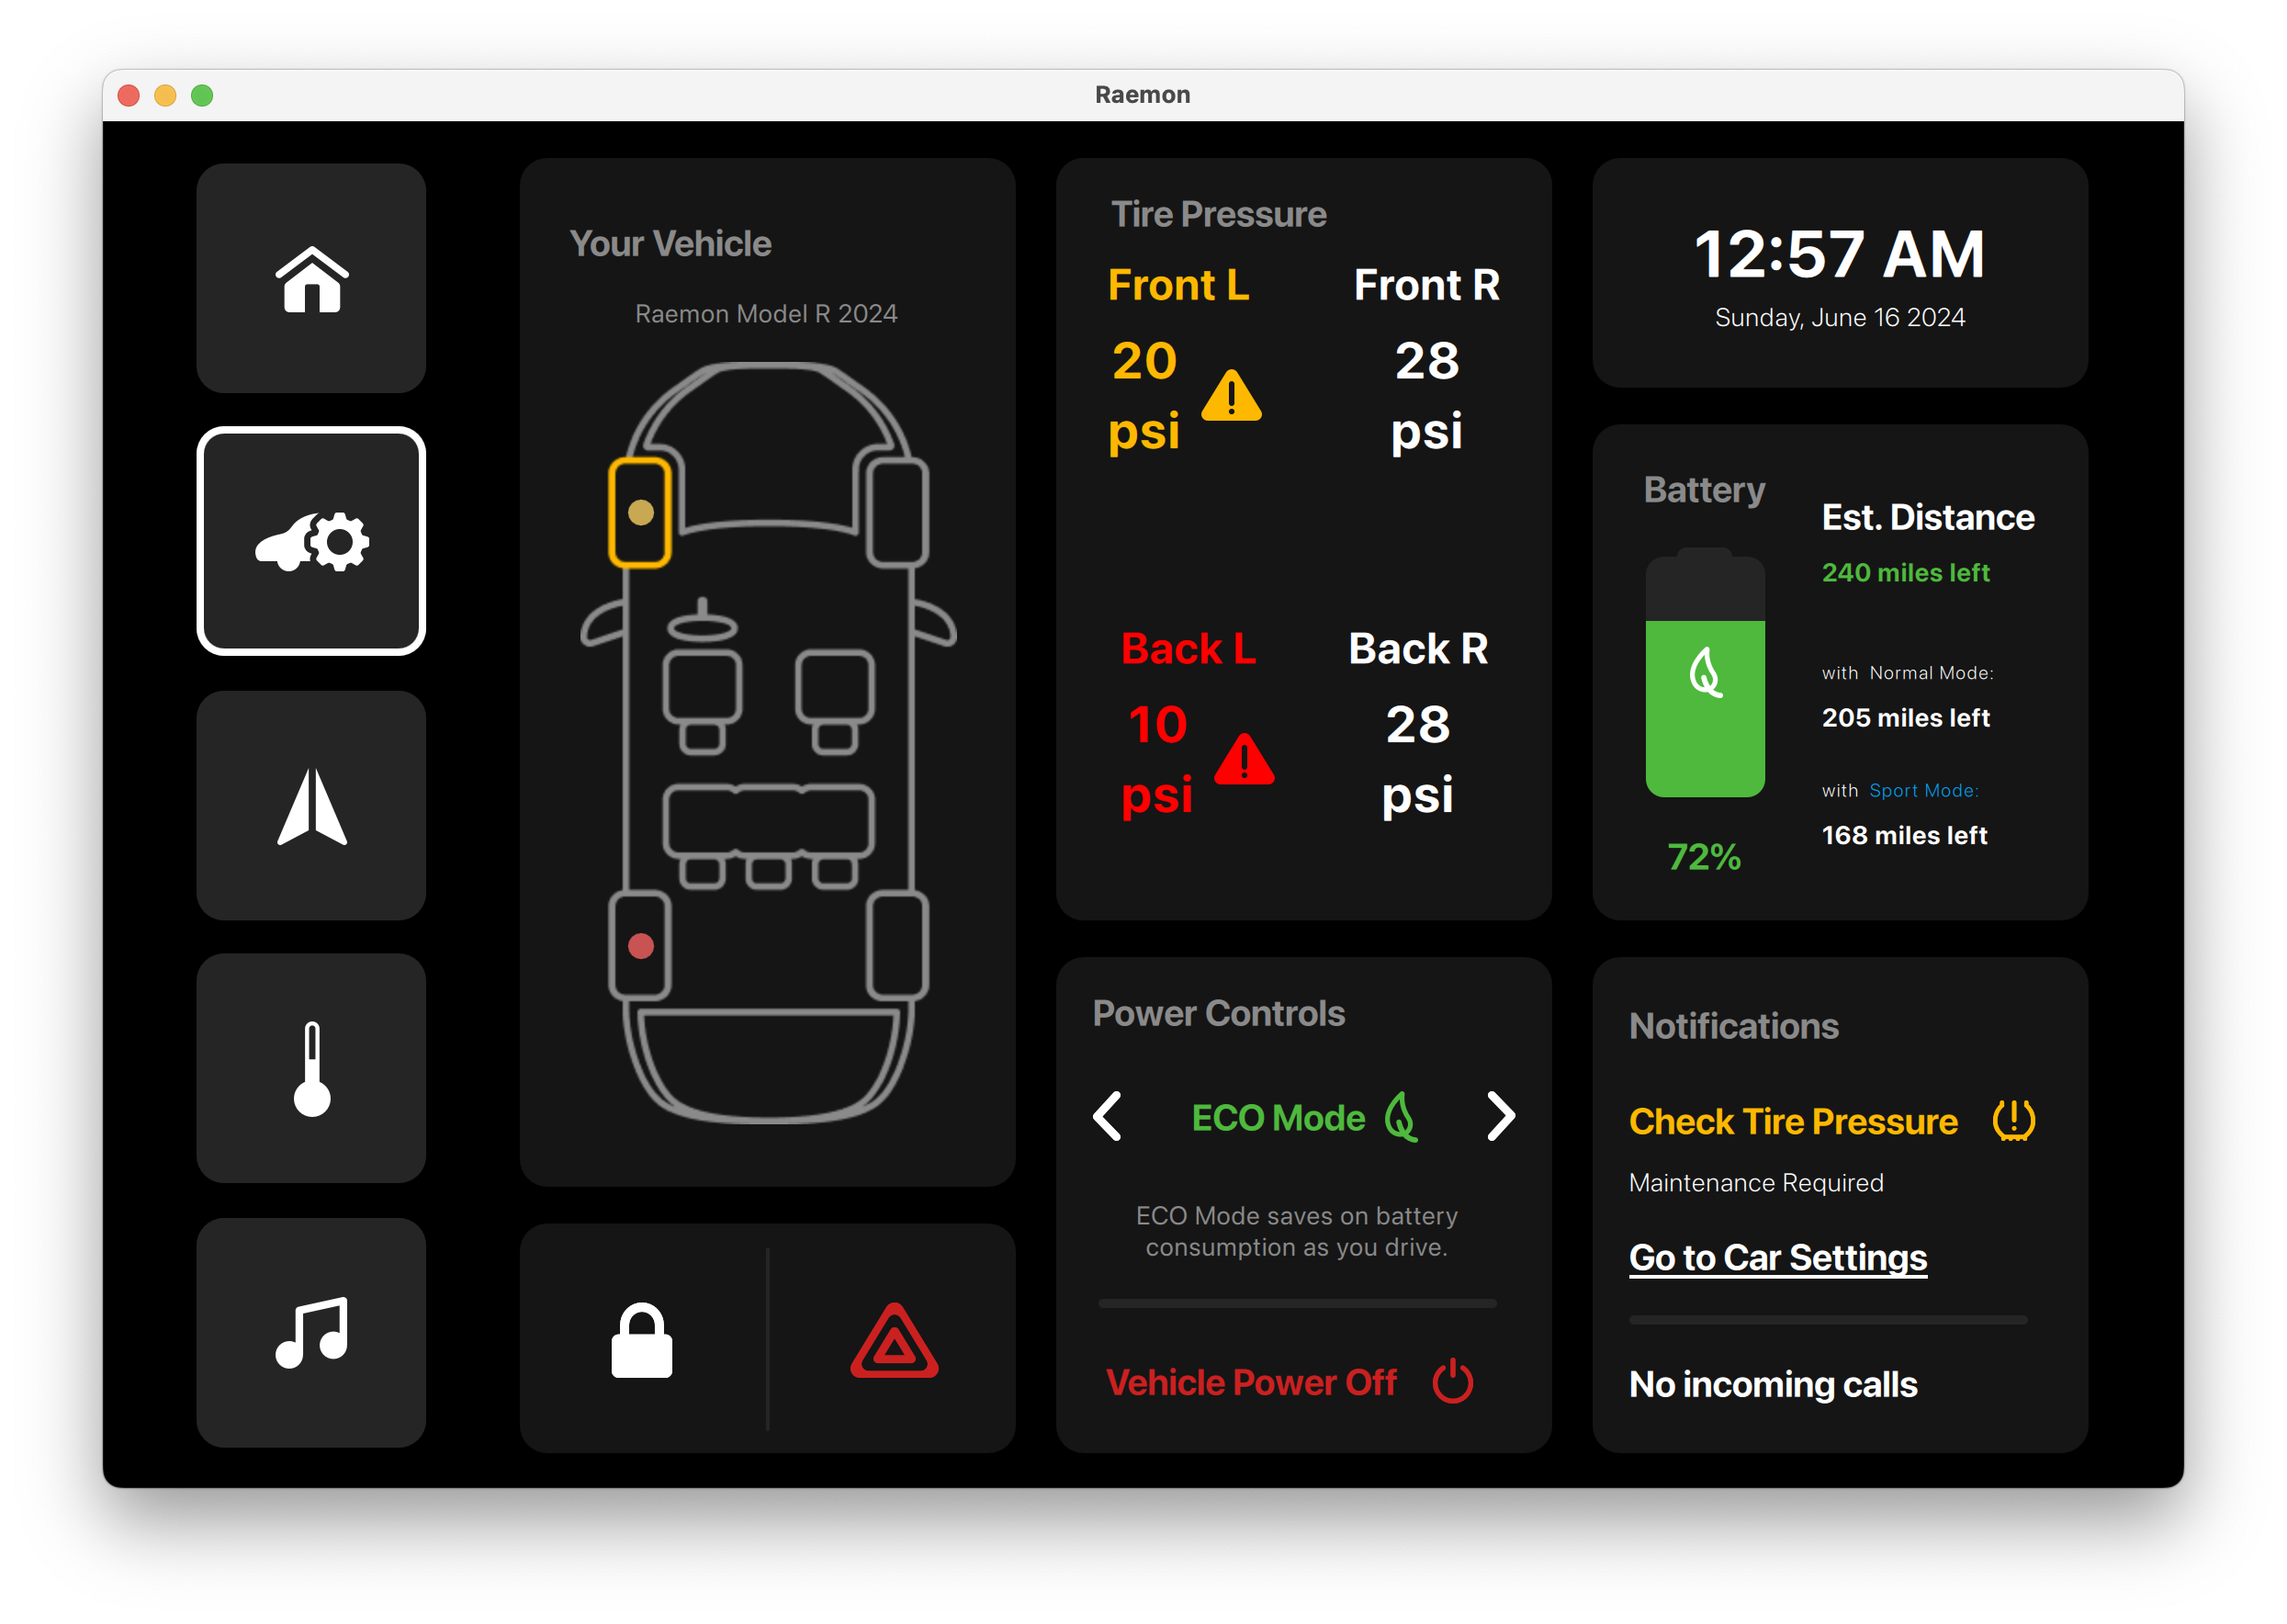 Raemon
Your Vehicle
Raemon Model R 2024
Tire Pressure
Front L
20
psi
Front R
28
psi
Back L
10
psi
Back R
28
psi
Power Controls
ECO Mode
ECO Mode saves on battery
consumption as you drive.
Vehicle Power Off
12:57 AM
Sunday, June 16 2024
Battery
72%
Est. Distance
240 miles left
with Normal Mode:
205 miles left
with Sport Mode:
168 miles left
Notifications
Check Tire Pressure
Maintenance Required
Go to Car Settings
No incoming calls